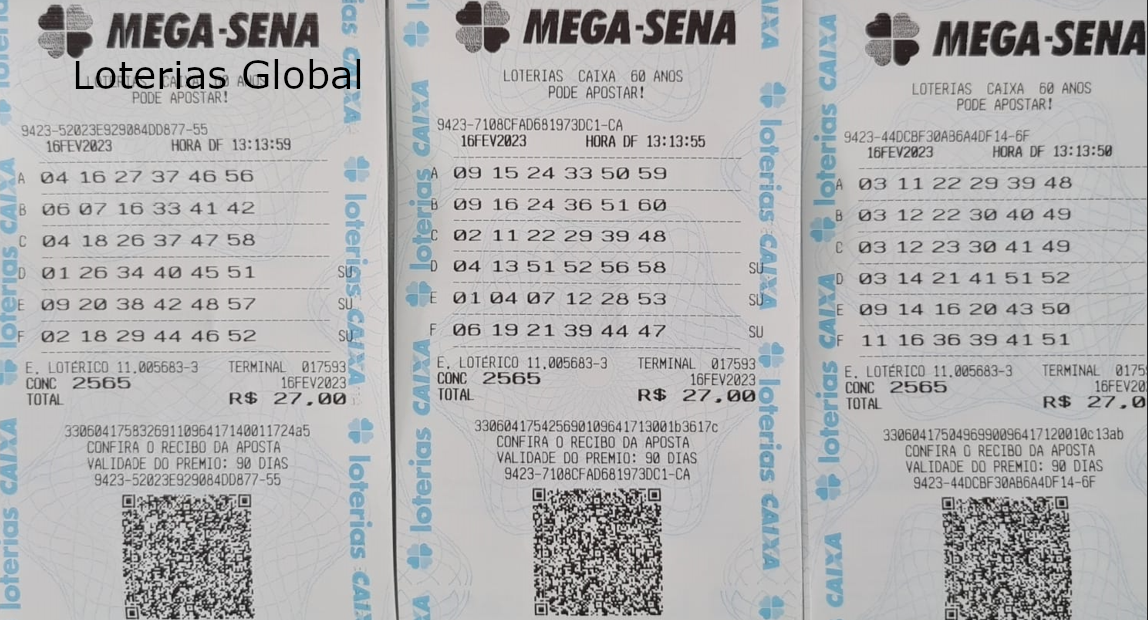 MEGA-SENA
Loterias Global
LOTERIAS CAIXA 60 ANOS
PODE APOSTAR!
9423-52023E929084DD877-55
16FEV2023 HORA DF 13:13:59
A 04 16 27 37 46 56
B 06 07 16 33 41 42
C 04 18 26 37 47 58
D 01 26 34 40 45 51 SU
E 09 20 38 42 48 57 SU
F 02 18 29 44 46 52 SU
E. LOTÉRICO 11.005683-3 TERMINAL 017593
CONC 2565 16FEV2023
TOTAL R$ 27,00
330604175832691109641714001 1724a5
CONFIRA O RECIBO DA APOSTA
VALIDADE DO PREMIO: 90 DIAS
9423-52023E929084DD877-55
loterias CAIXA
MEGA-SENA
LOTERIAS CAIXA 60 ANOS
PODE APOSTAR!
9423-7108CFAD681973DC1-CA
16FEV2023 HORA DF 13:13:55
A 09 15 24 33 50 59
B 09 16 24 36 51 60
C 02 11 22 29 39 48
D 04 13 51 52 56 58 SU
E 01 04 07 12 28 53 SU
F 06 19 21 39 44 47 SU
E. LOTÉRICO 11.005683-3 TERMINAL 017593
CONC 2565 16FEV2023
TOTAL R$ 27,00
330604175425690109641713001b3617c
CONFIRA O RECIBO DA APOSTA
VALIDADE DO PREMIO: 90 DIAS
9423-7108CFAD681973DC1-CA
loterias CAIXA
MEGA-SENA
LOTERIAS CAIXA 60 ANOS
PODE APOSTAR!
9423-44DCBF30AB6A4DF14-6F
16FEV2023 HORA DF 13:13:50
A 03 11 22 29 39 48
B 03 12 22 30 40 49
C 03 12 23 30 41 49
D 03 14 21 41 51 52
E 09 14 16 20 43 50
F 11 16 36 39 41 51
E. LOTÉRICO 11.005683-3 TERMINAL 0175
CONC 2565 16FEV20
TOTAL R$ 27,0
330604175049699009641712001 0c13ab
CONFIRA O RECIBO DA APOSTA
VALIDADE DO PREMIO: 90 DIAS
9423-44DCBF30AB6A4DF14-6F
loterias CAIXA